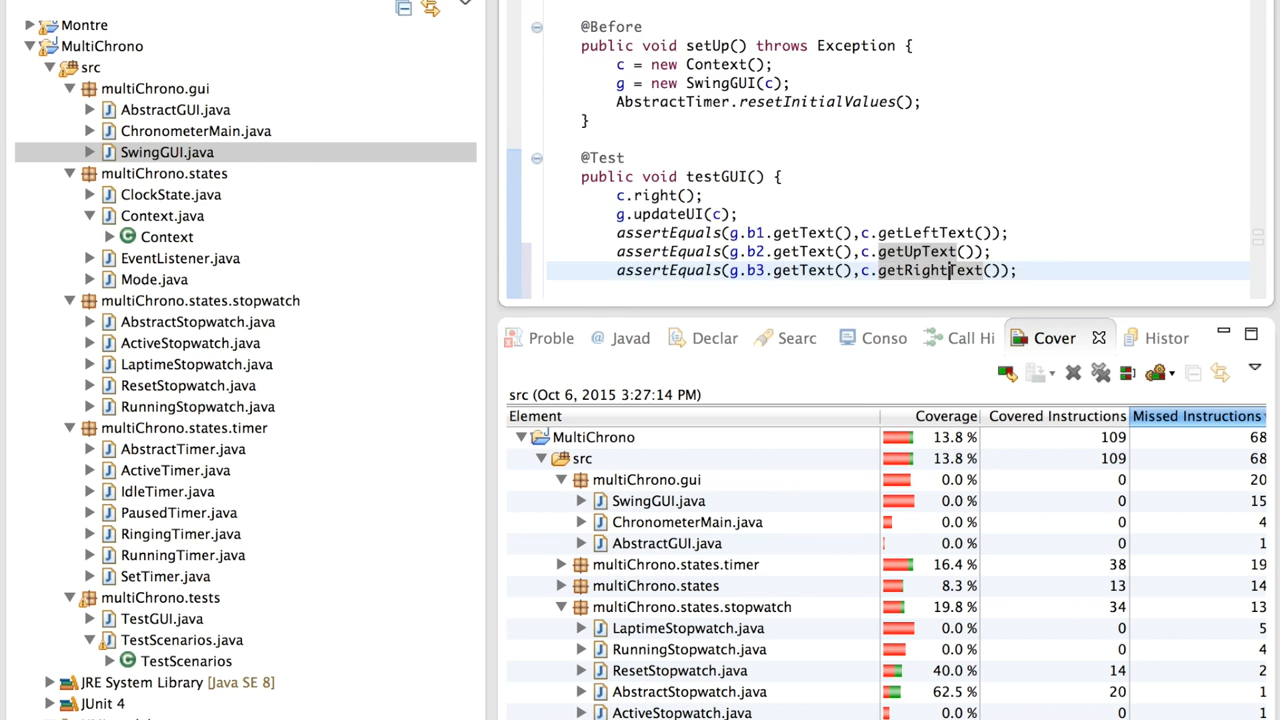 Montre
MultiChrono
src
multiChrono.gui
AbstractGUI.java
ChronometerMain.java
SwingGUI.java
multiChrono.states
ClockState.java
Context.java
Context
EventListener.java
Mode.java
multiChrono.states.stopwatch
AbstractStopwatch.java
ActiveStopwatch.java
LaptimeStopwatch.java
ResetStopwatch.java
RunningStopwatch.java
multiChrono.states.timer
AbstractTimer.java
ActiveTimer.java
IdleTimer.java
PausedTimer.java
RingingTimer.java
RunningTimer.java
SetTimer.java
multiChrono.tests
TestGUI.java
TestScenarios.java
TestScenarios
JRE System Library [Java SE 8]
JUnit 4
@Before
public void setUp() throws Exception {
c = new Context();
g = new SwingGUI(c);
AbstractTimer.resetInitialValues();
}
@Test
public void testGUI() {
c.right();
g.updateUI(c);
assertEquals(g.b1.getText(),c.getLeftText());
assertEquals(g.b2.getText(),c.getUpText());
assertEquals(g.b3.getText(),c.getRightText());
Proble @ Javad Declar Searc Conso Call Hi Cover Histor
src (Oct 6, 2015 3:27:14 PM)
Element Coverage Covered Instructions Missed Instructions
MultiChrono 13.8 % 109 68
src 13.8 % 109 68
multiChrono.gui 0.0 % 0 20
SwingGUI.java 0.0 % 0 15
ChronometerMain.java 0.0 % 0 4
AbstractGUI.java 0.0 % 0 1
multiChrono.states.timer 16.4 % 38 19
multiChrono.states 8.3 % 13 14
multiChrono.states.stopwatch 19.8 % 34 13
LaptimeStopwatch.java 0.0 % 0 5
RunningStopwatch.java 0.0 % 0 4
ResetStopwatch.java 40.0 % 14 2
AbstractStopwatch.java 62.5 % 20 1
ActiveStopwatch.java 0.0 % 0 1